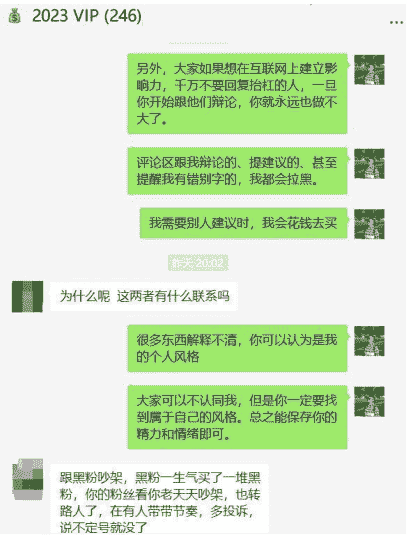 2023 VIP (246)
另外，大家如果想在互联网上建立影
响力，千万不要回复抬杠的人，一旦
你开始跟他们辩论，你就永远也做不
大了。
评论区跟我辩论的、提建议的、甚至
提醒我有错别字的，我都会拉黑。
我需要别人建议时，我会花钱去买
昨天 20:02
为什么呢 这两者有什么联系吗
很多东西解释不清，你可以认为是我
的个人风格
大家可以不认同我，但是你一定要找
到属于自己的风格。总之能保存你的
精力和情绪即可。
跟黑粉吵架，黑粉一生气买了一堆黑
粉，你的粉丝看你老天天吵架，也转
路人了，在有人带带节奏，多投诉，
说不定号就没了